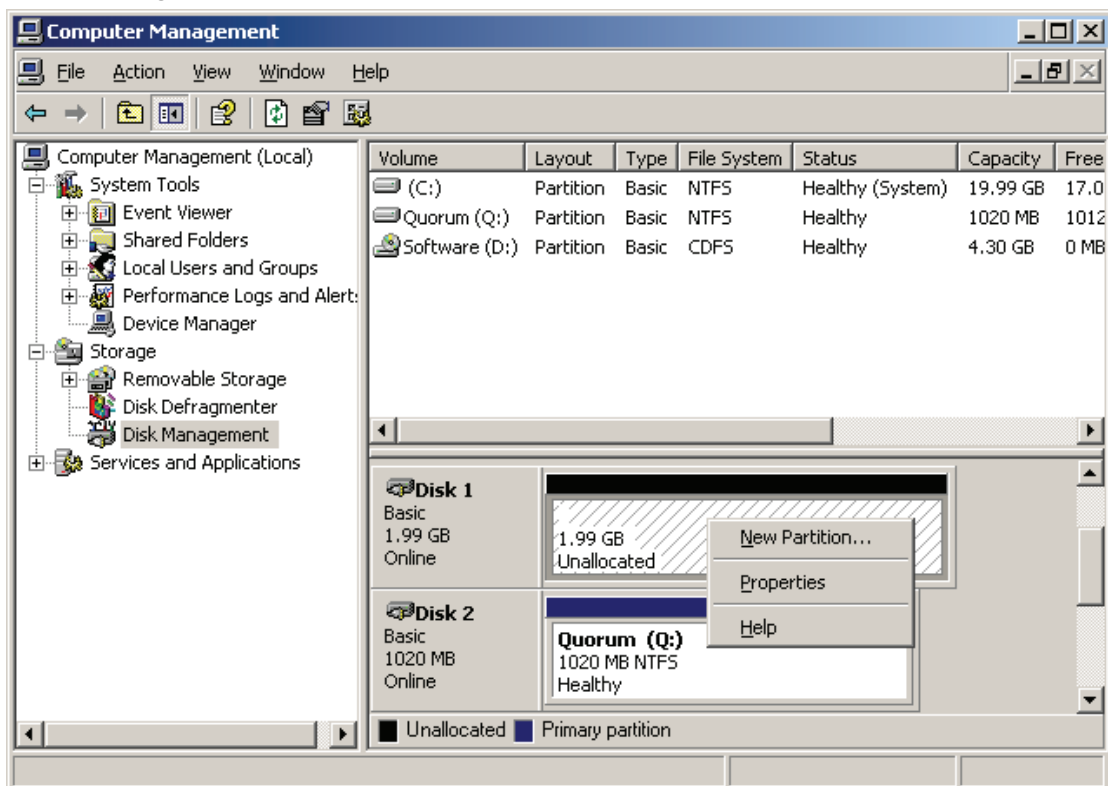 Computer Management
File Action View Window Help
Computer Management (Local)
System Tools
Event Viewer
Shared Folders
Local Users and Groups
Performance Logs and Alert
Device Manager
Storage
Removable Storage
Disk Defragmenter
Disk Management
Services and Applications
Volume Layout Type File System Status Capacity Free
(C:) Partition Basic NTFS Healthy (System) 19.99 GB 17.0
Quorum (Q:) Partition Basic NTFS Healthy 1020 MB 1012
Software (D:) Partition Basic CDFS Healthy 4.30 GB 0 MB
Disk 1
Basic
1.99 GB
Online
1.99 GB
Unallocated
New Partition...
Properties
Help
Disk 2
Basic
1020 MB
Online
Quorum (Q:)
1020 MB NTFS
Healthy
Unallocated Primary partition